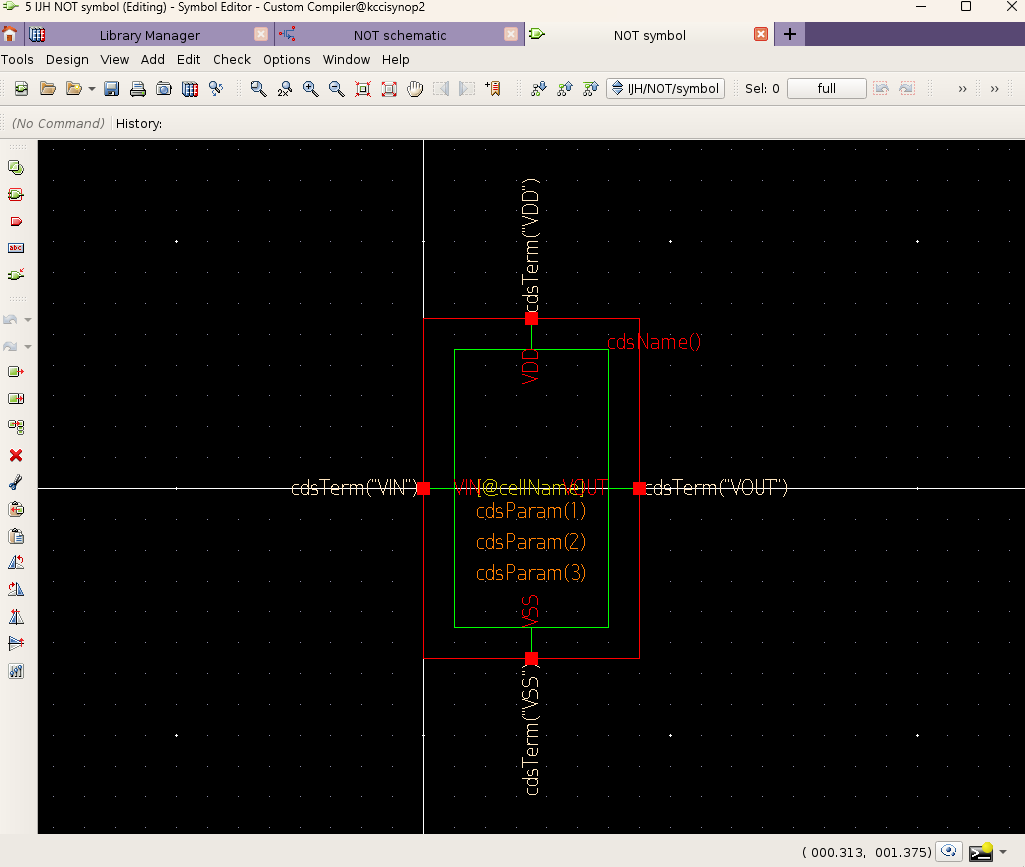 5 IJH NOT symbol (Editing) - Symbol Editor - Custom Compiler@kccisynop2
Library Manager
NOT schematic
NOT symbol
Tools Design View Add Edit Check Options Window Help
2x
IJH/NOT/symbol
Sel: 0
full
(No Command) History:
abc
cdsTerm("VDD")
cdsName()
VDD
cdsTerm("VIN")
VIN
[@cellName]
VOUT
cdsTerm("VOUT")
cdsParam(1)
cdsParam(2)
cdsParam(3)
VSS
cdsTerm("VSS")
( 000.313, 001.375)